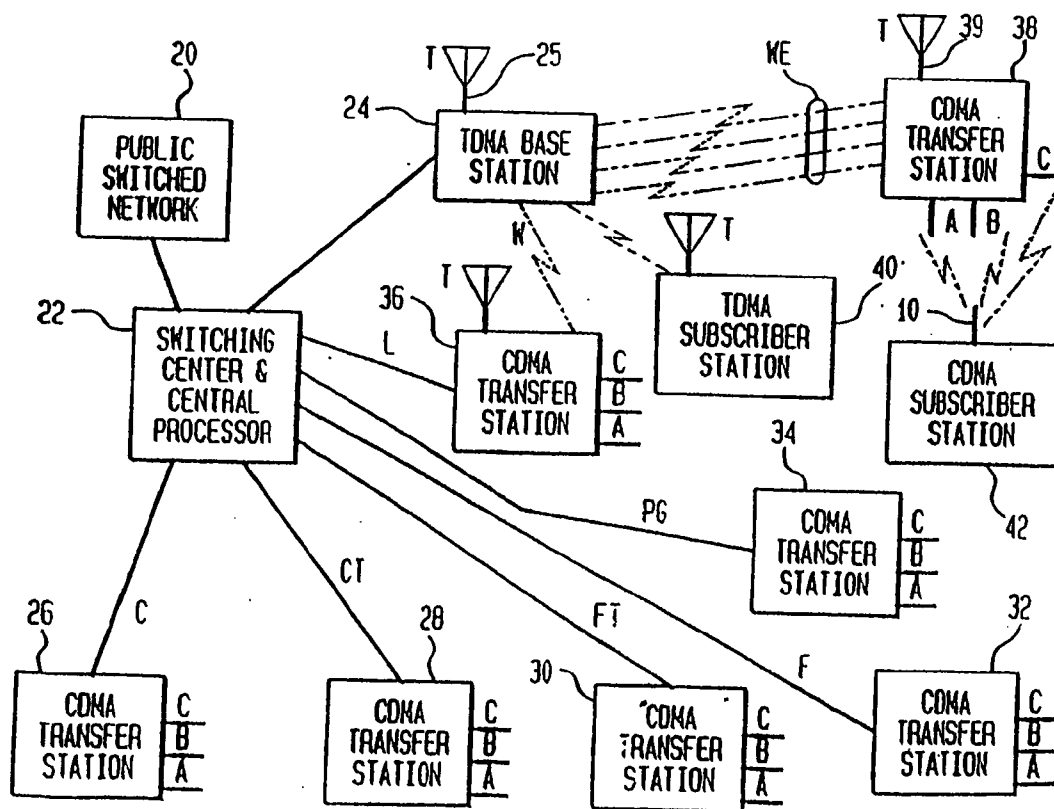 20
PUBLIC
SWITCHED
NETWORK
T
25
24
TDMA BASE
STATION
WE
T
39
38
CDMA
TRANSFER
STATION
C
A
B
W
T
TDMA
SUBSCRIBER
STATION
40
10
CDMA
SUBSCRIBER
STATION
42
22
SWITCHING
CENTER &
CENTRAL
PROCESSOR
L
T
36
CDMA
TRANSFER
STATION
C
B
A
PG
34
CDMA
TRANSFER
STATION
C
B
A
C
CT
FT
F
26
CDMA
TRANSFER
STATION
C
B
A
28
CDMA
TRANSFER
STATION
C
B
A
30
CDMA
TRANSFER
STATION
C
B
A
32
CDMA
TRANSFER
STATION
C
B
A